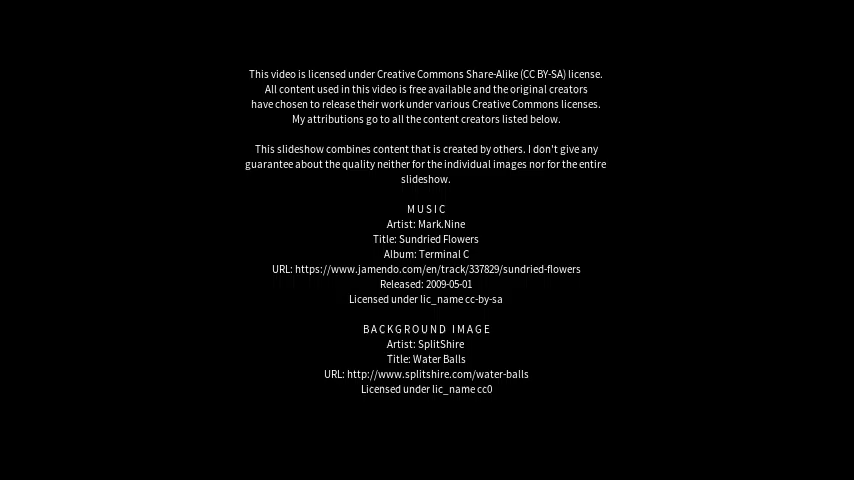 This video is licensed under Creative Commons Share-Alike (CC BY-SA) license.
All content used in this video is free available and the original creators
have chosen to release their work under various Creative Commons licenses.
My attributions go to all the content creators listed below.
This slideshow combines content that is created by others. I don't give any
guarantee about the quality neither for the individual images nor for the entire
slideshow.
MUSIC
Artist: Mark.Nine
Title: Sundried Flowers
Album: Terminal C
URL: https://www.jamendo.com/en/track/337829/sundried-flowers
Released: 2009-05-01
Licensed under lic_name cc-by-sa
BACKGROUND IMAGE
Artist: SplitShire
Title: Water Balls
URL: http://www.splitshire.com/water-balls
Licensed under lic_name cc0